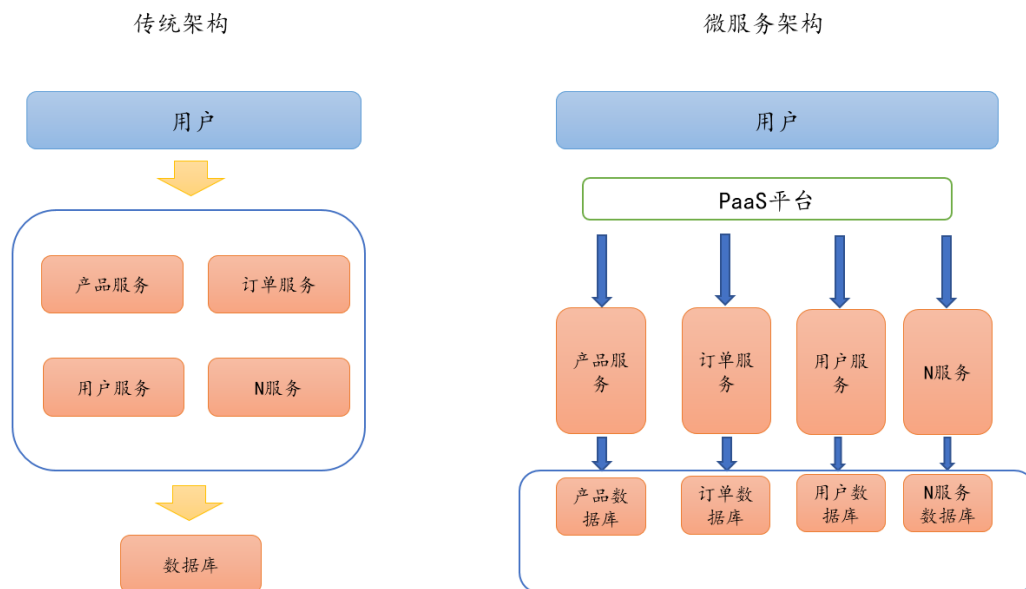 传统架构
用户
产品服务
订单服务
用户服务
N服务
数据库
微服务架构
用户
PaaS平台
产品服
务
订单服
务
用户服
务
N服务
产品数
据库
订单数
据库
用户数
据库
N服务
数据库